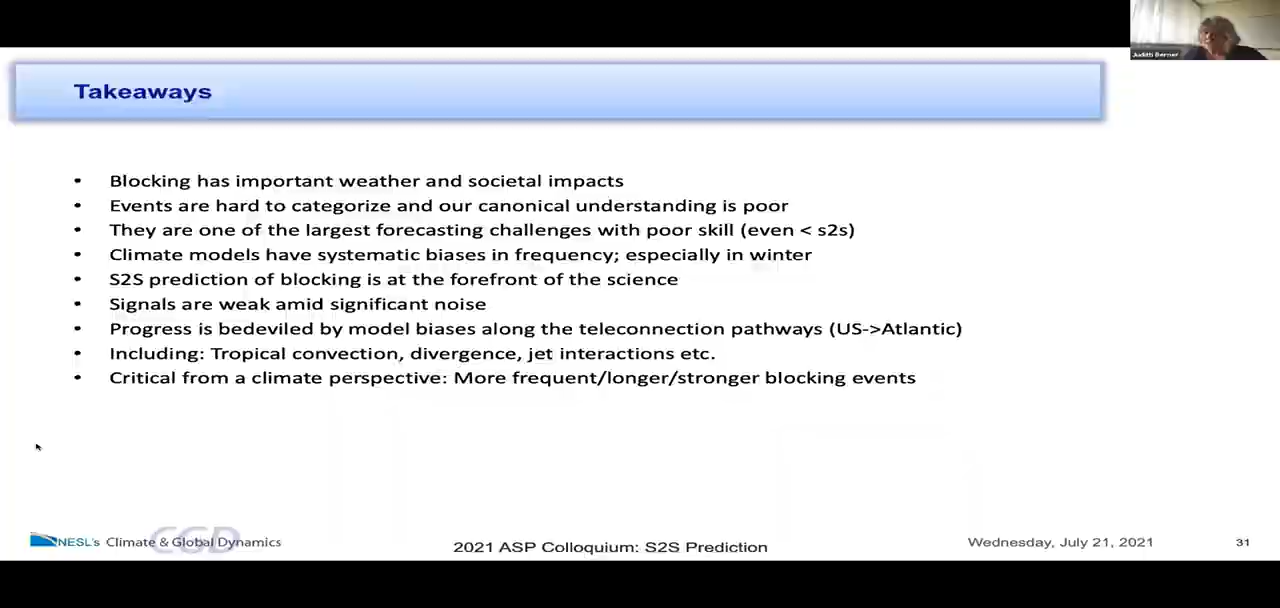 Judith Berner
Takeaways
• Blocking has important weather and societal impacts
• Events are hard to categorize and our canonical understanding is poor
• They are one of the largest forecasting challenges with poor skill (even < s2s)
• Climate models have systematic biases in frequency; especially in winter
• S2S prediction of blocking is at the forefront of the science
• Signals are weak amid significant noise
• Progress is bedeviled by model biases along the teleconnection pathways (US->Atlantic)
• Including: Tropical convection, divergence, jet interactions etc.
• Critical from a climate perspective: More frequent/longer/stronger blocking events
CGD
NESL's Climate & Global Dynamics
2021 ASP Colloquium: S2S Prediction
Wednesday, July 21, 2021
31